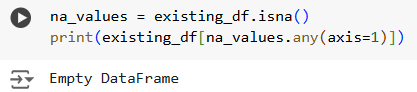 na_values = existing_df.isna()
print(existing_df[na_values.any(axis=1)])
Empty DataFrame